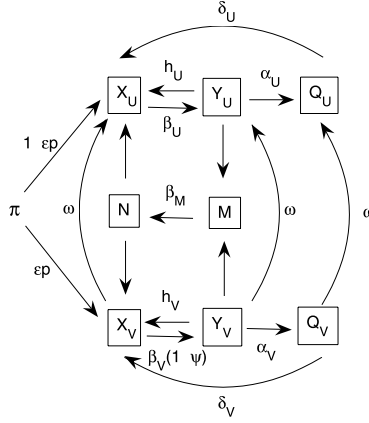 δU
hU
XU YU αU QU
βU
1 εp
π ω N βM M ω ω
εp
hV
XV YV QV
βV(1 ψ) αV
δV